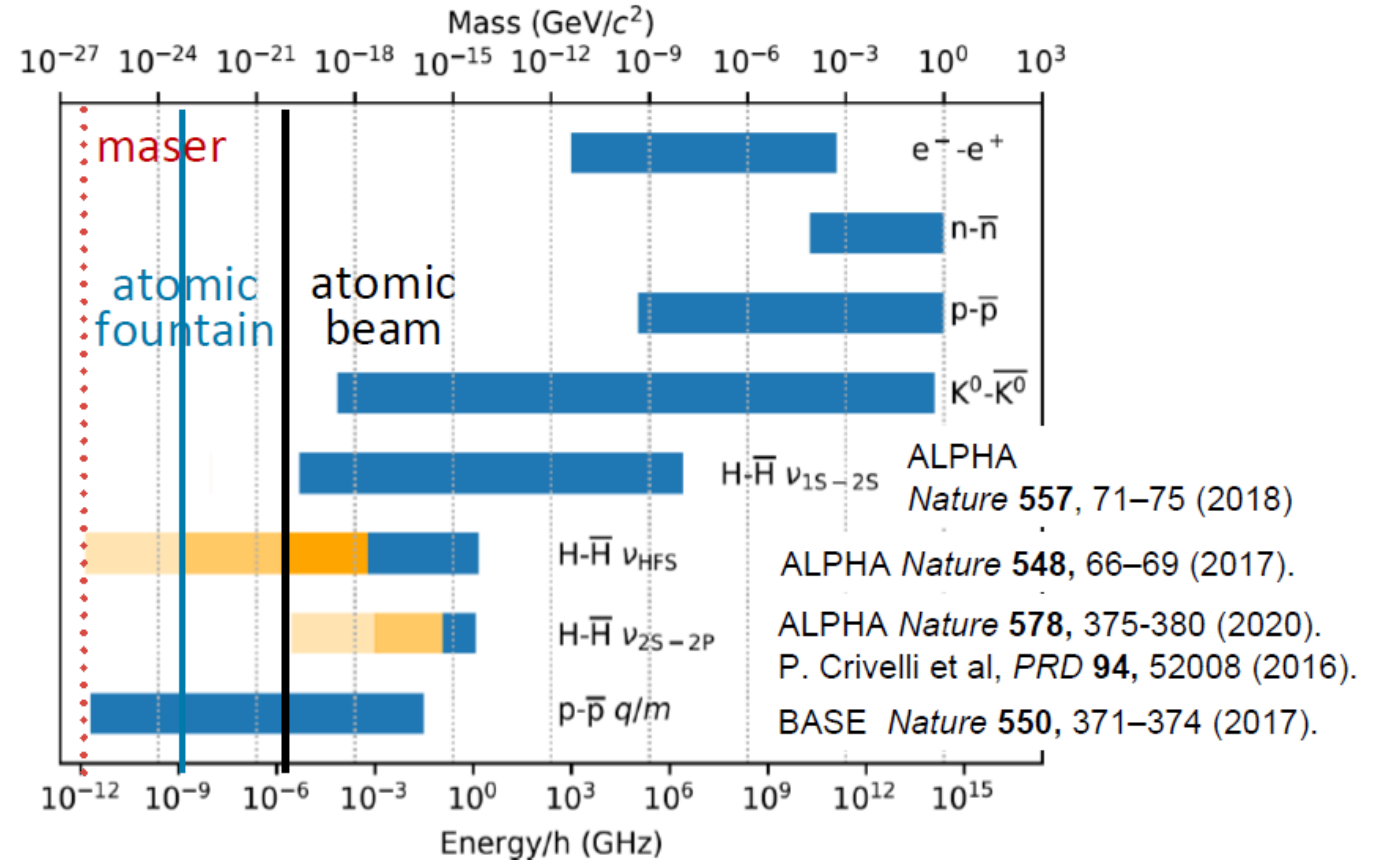 Mass (GeV/c²)
10⁻²⁷ 10⁻²⁴ 10⁻²¹ 10⁻¹⁸ 10⁻¹⁵ 10⁻¹² 10⁻⁹ 10⁻⁶ 10⁻³ 10⁰ 10³
maser
e⁻-e⁺
n-n̅
atomic
fountain
atomic
beam
p-p̅
K⁰-K̅⁰
H-H̅ ν1S−2S
ALPHA
Nature 557, 71–75 (2018)
H-H̅ νHFS
ALPHA Nature 548, 66–69 (2017).
H-H̅ ν2S−2P
ALPHA Nature 578, 375-380 (2020).
P. Crivelli et al, PRD 94, 52008 (2016).
p-p̅ q/m
BASE Nature 550, 371–374 (2017).
10⁻¹² 10⁻⁹ 10⁻⁶ 10⁻³ 10⁰ 10³ 10⁶ 10⁹ 10¹² 10¹⁵
Energy/h (GHz)